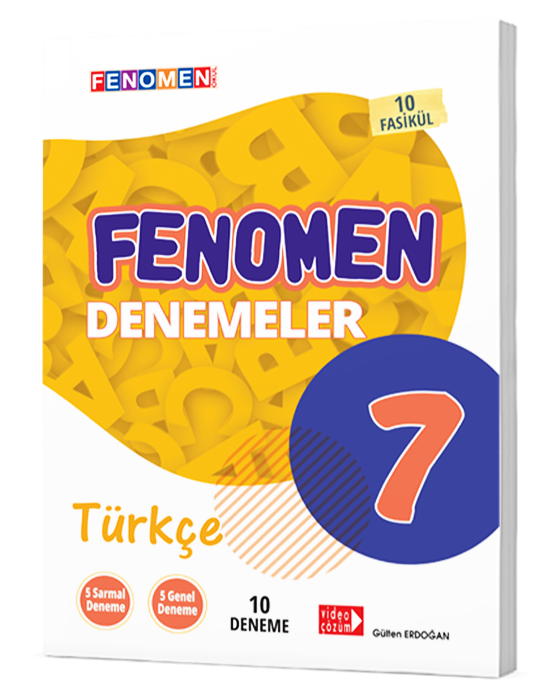 FENOMEN OKUL
10
FASİKÜL
FENOMEN
DENEMELER
7
Türkçe
5 Sarmal
Deneme
5 Genel
Deneme
10
DENEME
video
çözüm
Gülten ERDOĞAN